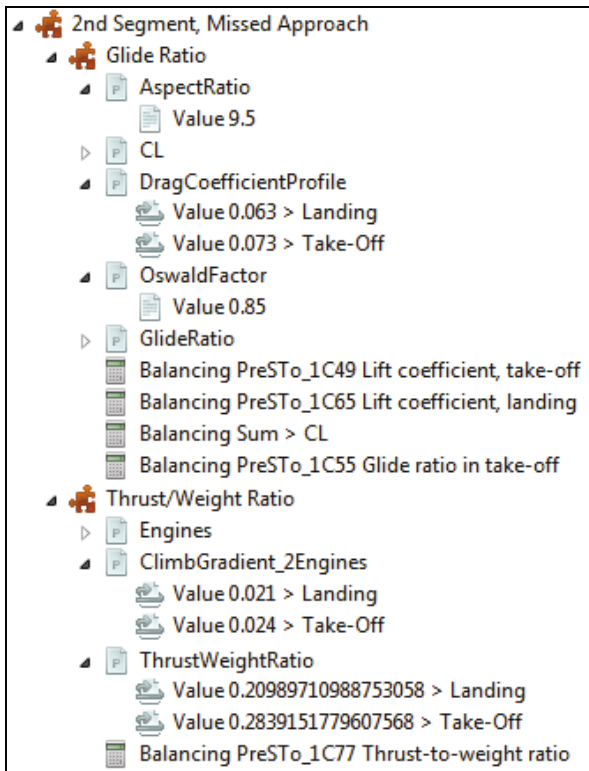 2nd Segment, Missed Approach
Glide Ratio
P AspectRatio
Value 9.5
P CL
P DragCoefficientProfile
Value 0.063 > Landing
Value 0.073 > Take-Off
P OswaldFactor
Value 0.85
P GlideRatio
Balancing PreSTo_1C49 Lift coefficient, take-off
Balancing PreSTo_1C65 Lift coefficient, landing
Balancing Sum > CL
Balancing PreSTo_1C55 Glide ratio in take-off
Thrust/Weight Ratio
P Engines
P ClimbGradient_2Engines
Value 0.021 > Landing
Value 0.024 > Take-Off
P ThrustWeightRatio
Value 0.20989710988753058 > Landing
Value 0.2839151779607568 > Take-Off
Balancing PreSTo_1C77 Thrust-to-weight ratio